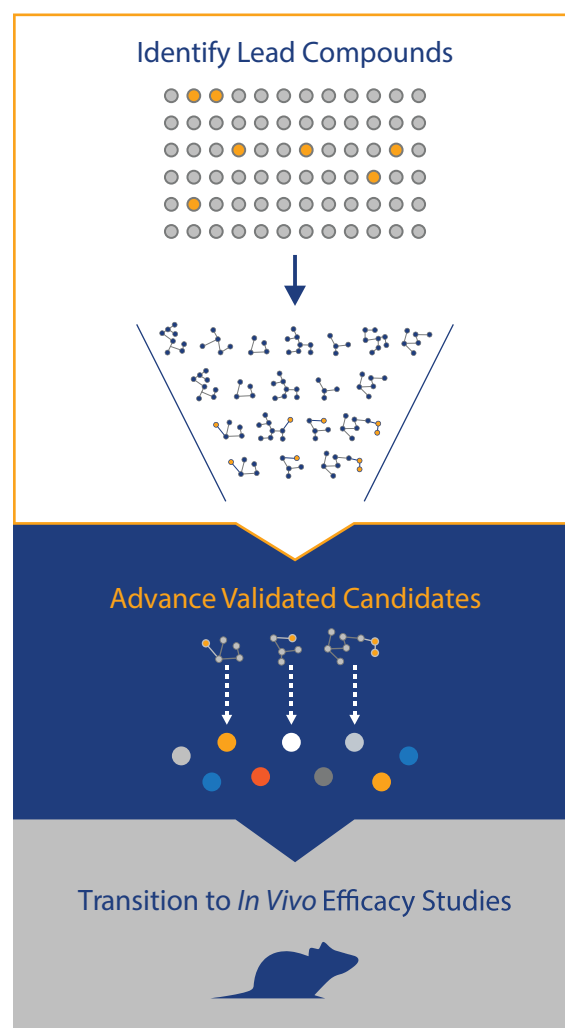 Identify Lead Compounds
Advance Validated Candidates
Transition to In Vivo Efficacy Studies